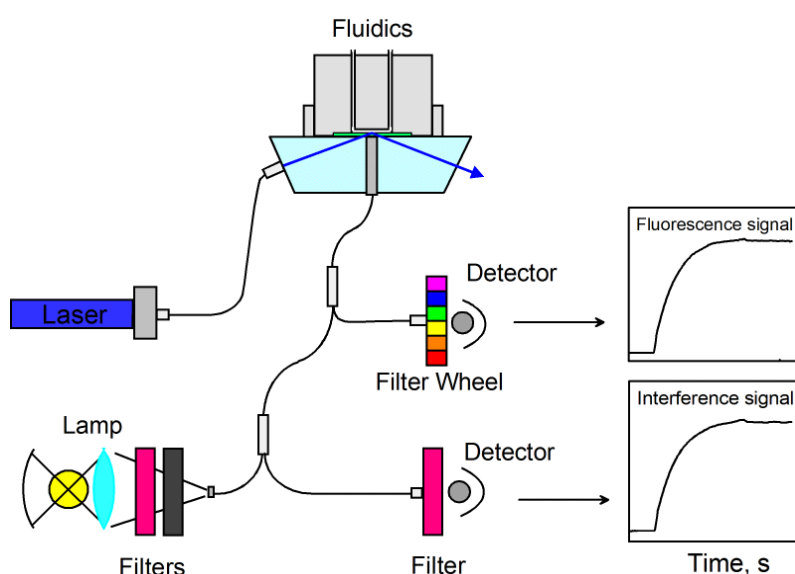 Fluidics
Fluorescence signal
Detector
Laser
Filter Wheel
Interference signal
Lamp
Detector
Filters
Filter
Time, s